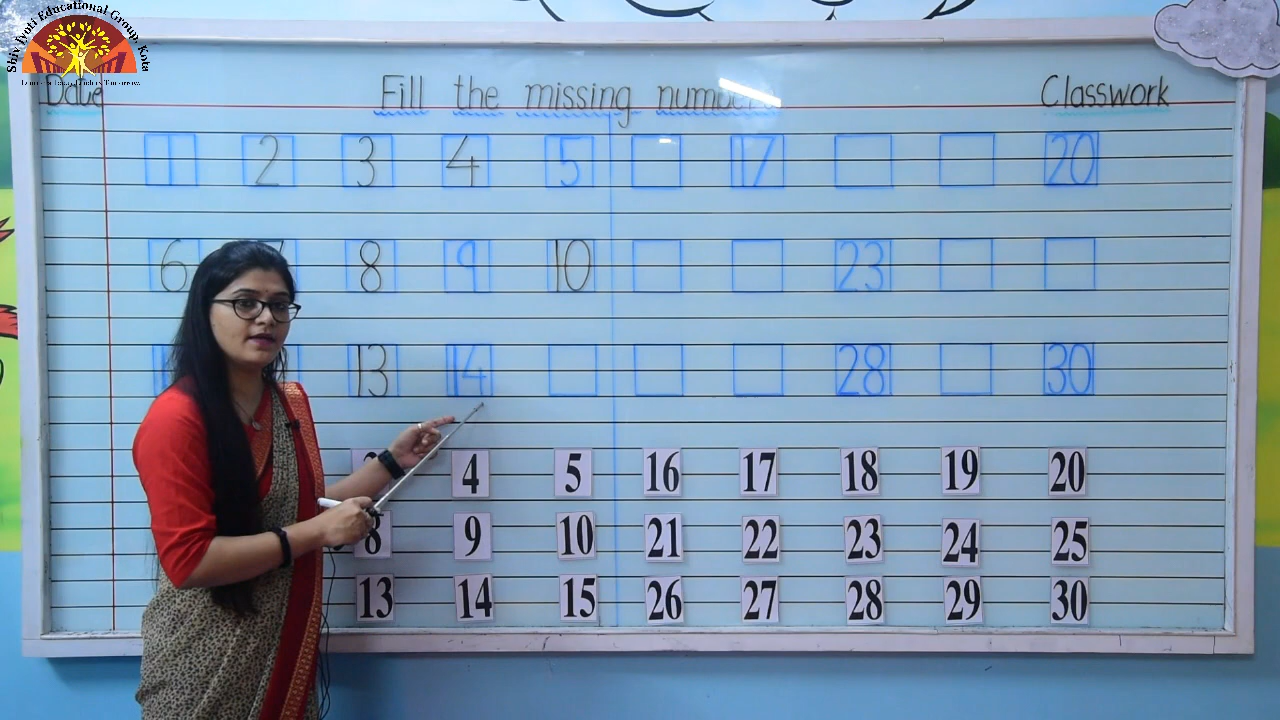 Shiv Jyoti Educational Group, Kota
Date Fill the missing Classwork
1 2 3 4 5 17 20
6 8 9 10 23
13 14 28 30
4 5 16 17 18 19 20
8 9 10 21 22 23 24 25
13 14 15 26 27 28 29 30